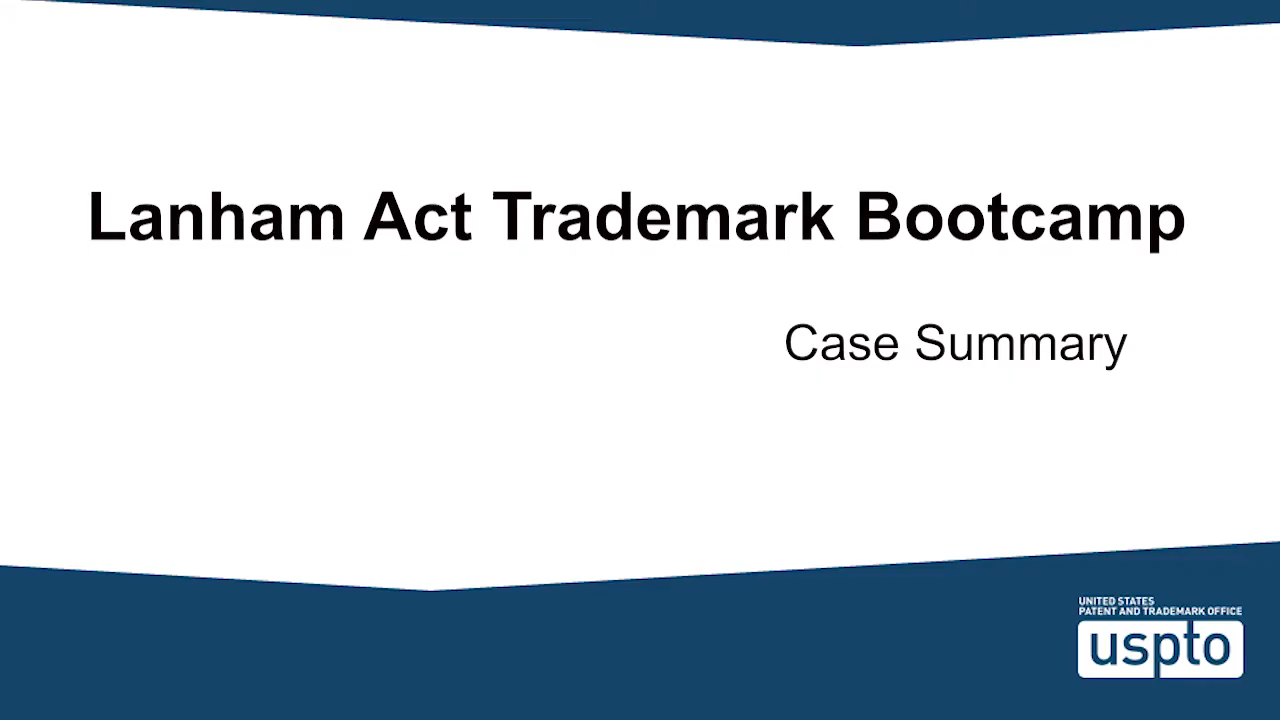 Lanham Act Trademark Bootcamp
Case Summary
UNITED STATES
PATENT AND TRADEMARK OFFICE
uspto